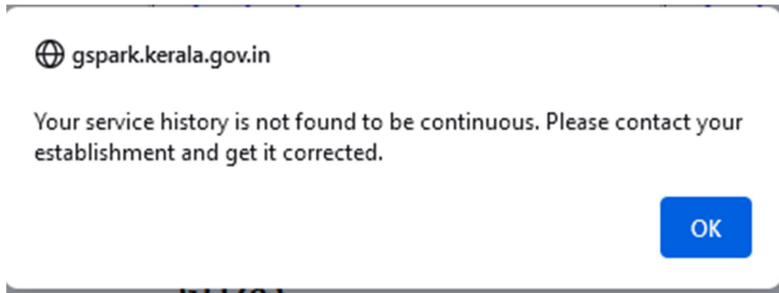 gspark.kerala.gov.in
Your service history is not found to be continuous. Please contact your
establishment and get it corrected.
OK